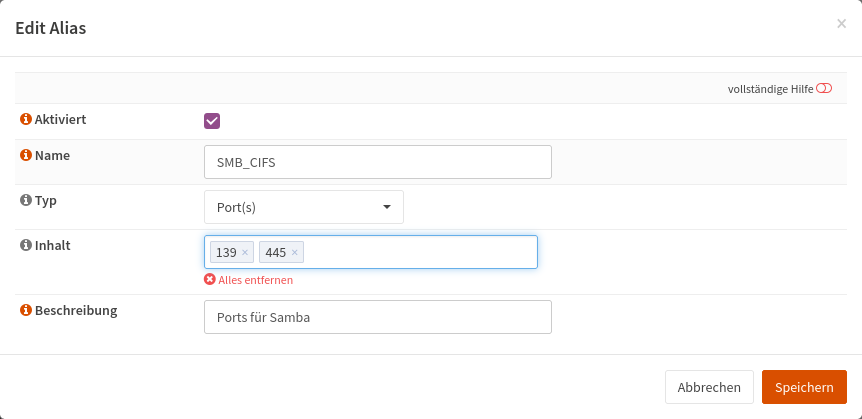 Edit Alias ×
vollständige Hilfe
Aktiviert
Name SMB_CIFS
Typ Port(s)
Inhalt 139 × 445 ×
Alles entfernen
Beschreibung Ports für Samba
Abbrechen Speichern